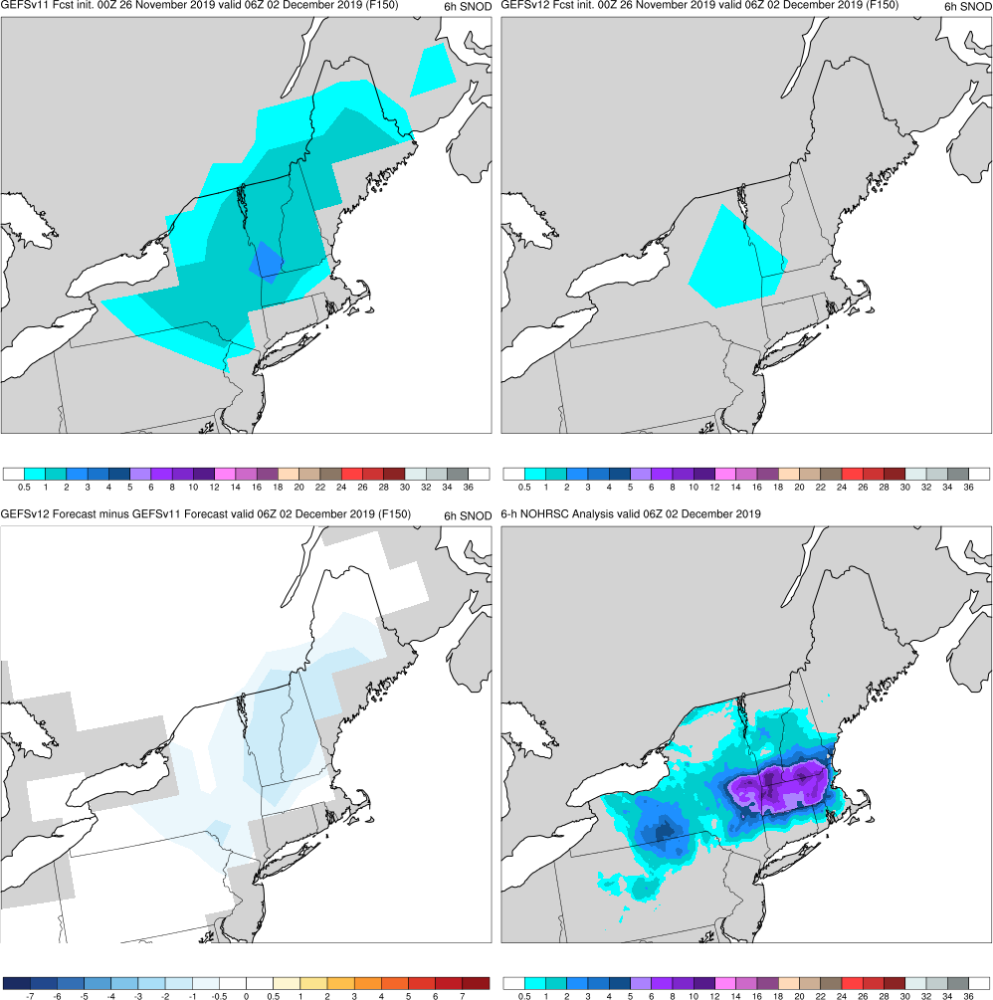 GEFSv11 Fcst init. 00Z 26 November 2019 valid 06Z 02 December 2019 (F150) 6h SNOD
GEFSv12 Fcst init. 00Z 26 November 2019 valid 06Z 02 December 2019 (F150) 6h SNOD
0.5 1 2 3 4 5 6 8 10 12 14 16 18 20 22 24 26 28 30 32 34 36
0.5 1 2 3 4 5 6 8 10 12 14 16 18 20 22 24 26 28 30 32 34 36
GEFSv12 Forecast minus GEFSv11 Forecast valid 06Z 02 December 2019 (F150) 6h SNOD
6-h NOHRSC Analysis valid 06Z 02 December 2019
-7 -6 -5 -4 -3 -2 -1 -0.5 0 0.5 1 2 3 4 5 6 7
0.5 1 2 3 4 5 6 8 10 12 14 16 18 20 22 24 26 28 30 32 34 36